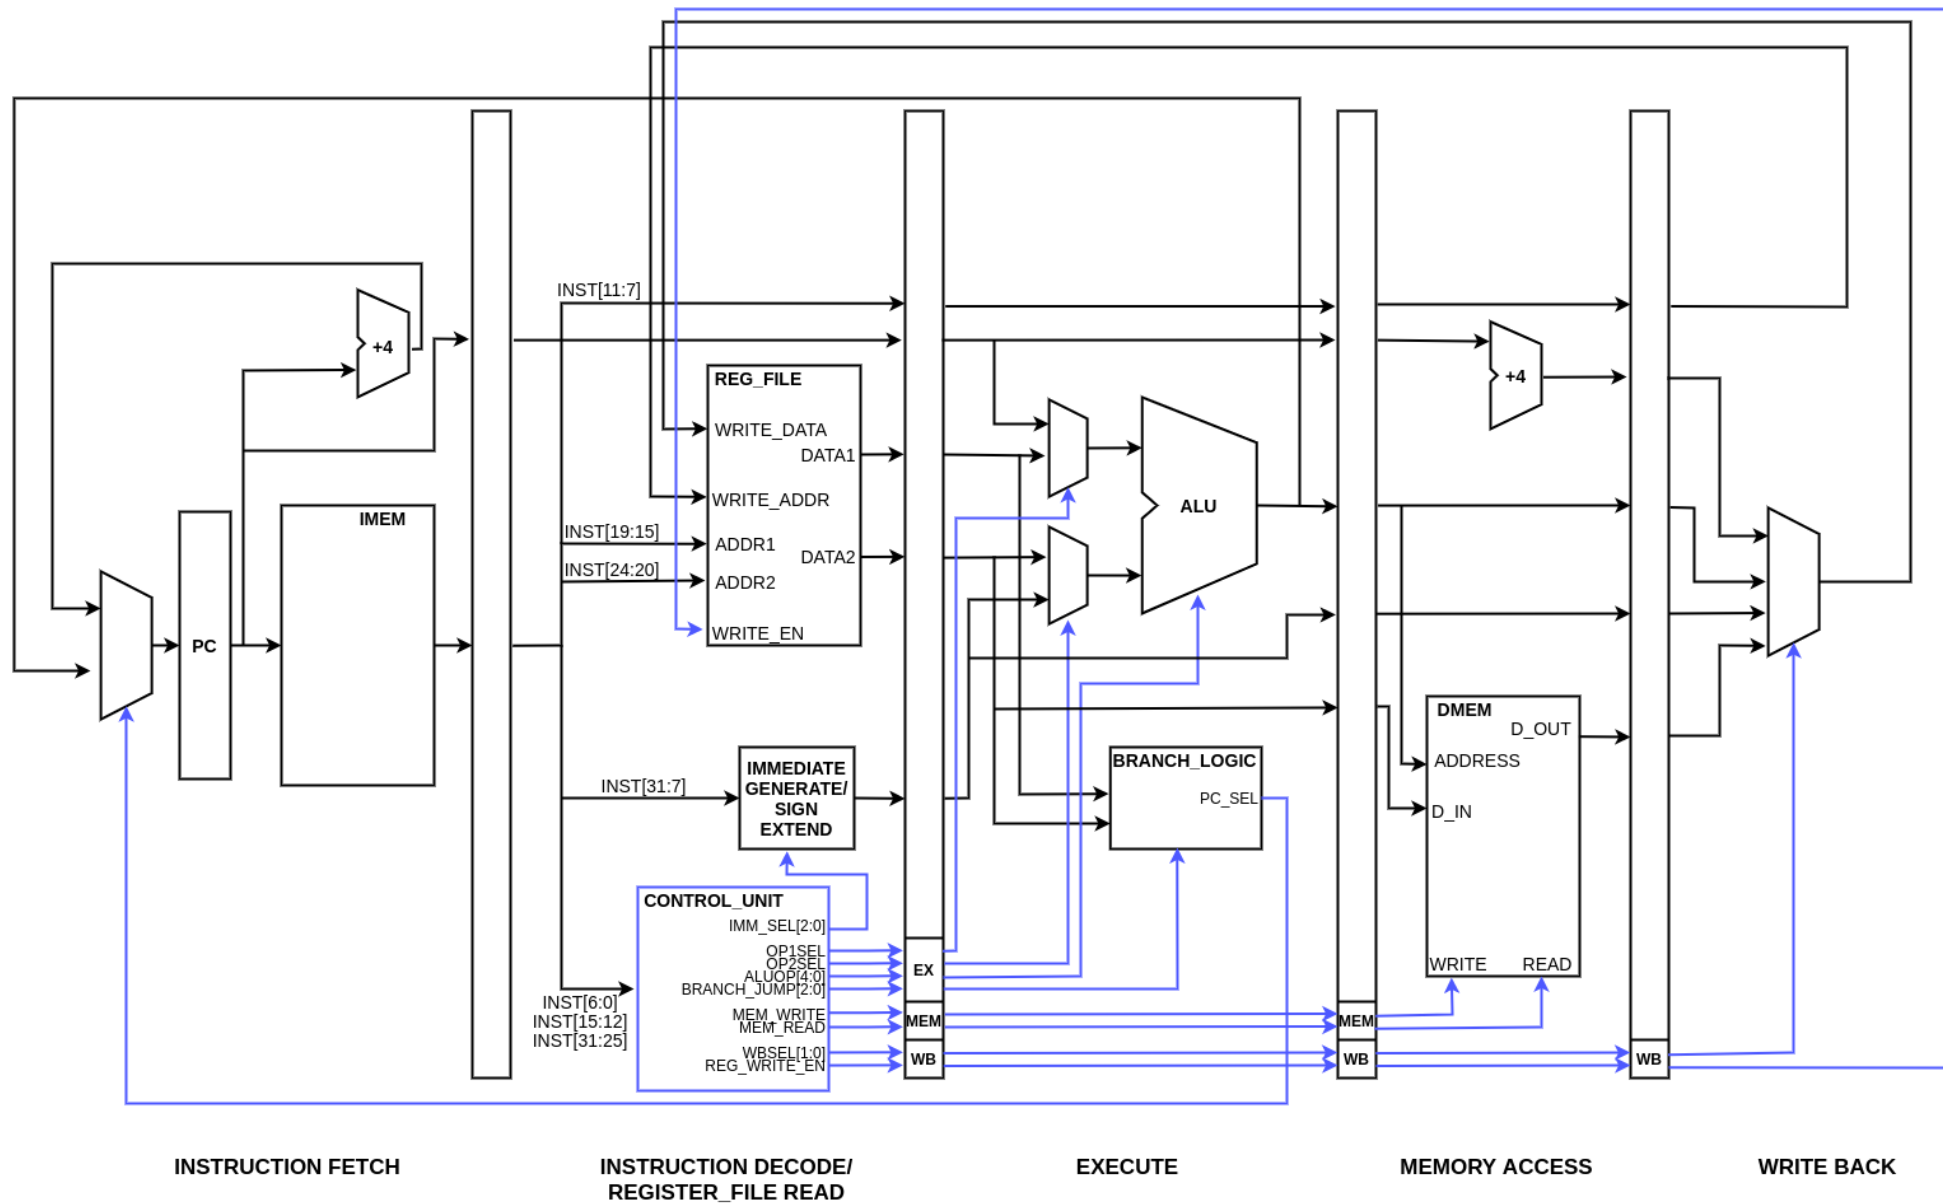 INST[11:7]
+4
REG_FILE
+4
WRITE_DATA
DATA1
WRITE_ADDR
ALU
IMEM
INST[19:15]
ADDR1
DATA2
INST[24:20]
ADDR2
WRITE_EN
PC
DMEM
D_OUT
ADDRESS
D_IN
WRITE
READ
BRANCH_LOGIC
PC_SEL
INST[31:7]
IMMEDIATE
GENERATE/
SIGN
EXTEND
CONTROL_UNIT
IMM_SEL[2:0]
OP1SEL
OP2SEL
ALUOP[4:0]
BRANCH_JUMP[2:0]
MEM_WRITE
MEM_READ
WBSEL[1:0]
REG_WRITE_EN
INST[6:0]
INST[15:12]
INST[31:25]
EX
MEM
WB
MEM
WB
WB
INSTRUCTION FETCH
INSTRUCTION DECODE/
REGISTER_FILE READ
EXECUTE
MEMORY ACCESS
WRITE BACK